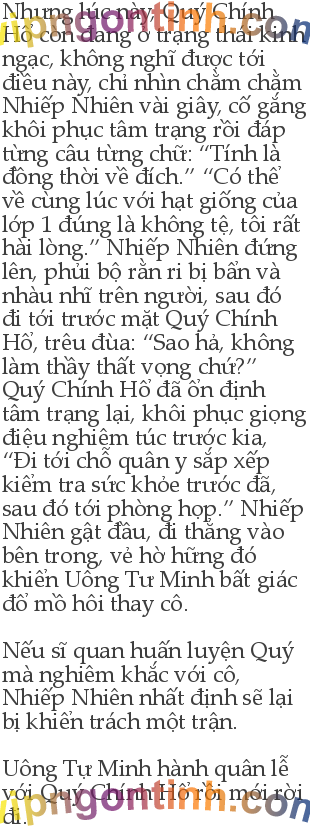 Nhưng lúc này, Quý Chính
Hổ còn đang ở trạng thái kinh
ngạc, không nghĩ được tới
điều này, chỉ nhìn chằm chằm
Nhiếp Nhiên vài giây, cố gắng
khôi phục tâm trạng rồi đáp
từng câu từng chữ: “Tính là
đồng thời về đích.” “Có thể
về cùng lúc với hạt giống của
lớp 1 đúng là không tệ, tôi rất
hài lòng.” Nhiếp Nhiên đứng
lên, phủi bộ rằn ri bị bẩn và
nhàu nhĩ trên người, sau đó
đi tới trước mặt Quý Chính
Hổ, trêu đùa: “Sao hả, không
làm thầy thất vọng chứ?”
Quý Chính Hổ đã ổn định
tâm trạng lại, khôi phục giọng
điệu nghiêm túc trước kia,
“Đi tới chỗ quân y sắp xếp
kiểm tra sức khỏe trước đã,
sau đó tới phòng họp.” Nhiếp
Nhiên gật đầu, đi thẳng vào
bên trong, vẻ hờ hững đó
khiến Uông Tư Minh bất giác
đổ mồ hôi thay cô.
Nếu sĩ quan huấn luyện Quý
mà nghiêm khắc với cô,
Nhiếp Nhiên nhất định sẽ lại
bị khiển trách một trận.
Uông Tự Minh hành quân lễ
với Quý Chính Hổ rồi mới rời
đi.
vipngontinh.com